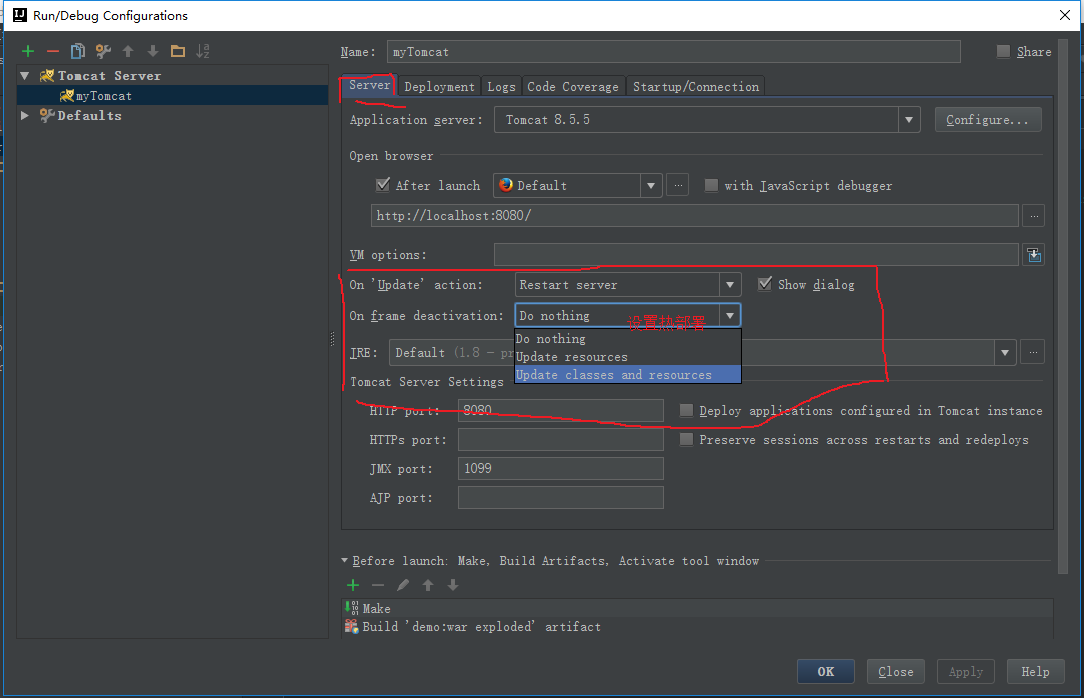 Run/Debug Configurations
Name: myTomcat Share
Tomcat Server
myTomcat
Defaults
Server Deployment Logs Code Coverage Startup/Connection
Application server: Tomcat 8.5.5 Configure...
Open browser
After launch Default ... with JavaScript debugger
http://localhost:8080/ ...
VM options:
On 'Update' action: Restart server Show dialog
On frame deactivation: Do nothing 设置热部署
Do nothing
Update resources
Update classes and resources
JRE: Default (1.8 - pr ...
Tomcat Server Settings
HTTP port: 8080 Deploy applications configured in Tomcat instance
HTTPs port: Preserve sessions across restarts and redeploys
JMX port: 1099
AJP port:
Before launch: Make, Build Artifacts, Activate tool window
Make
Build 'demo:war exploded' artifact
OK Close Apply Help